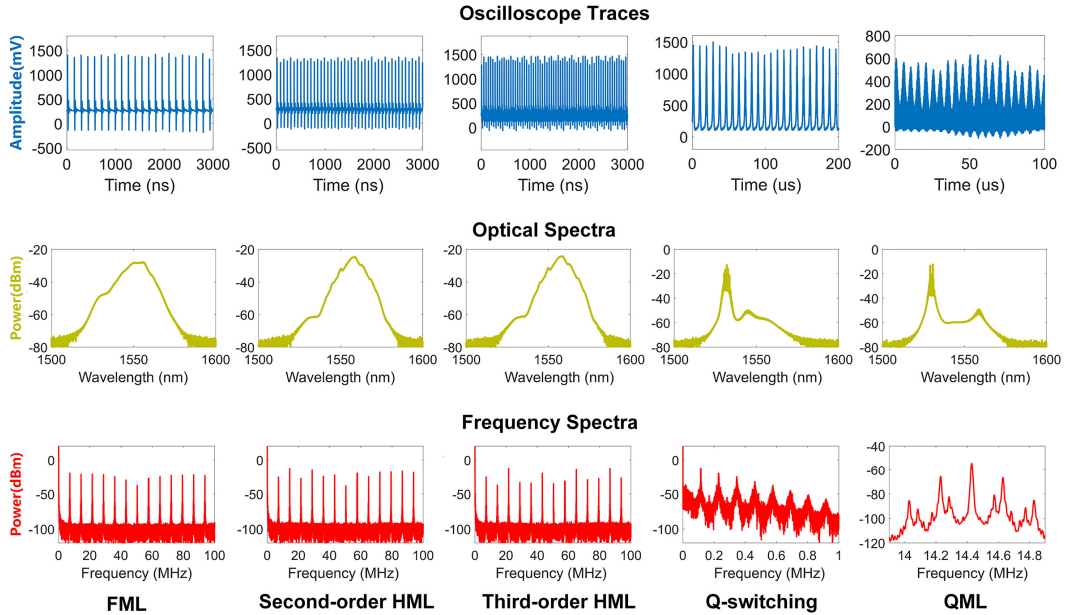 Oscilloscope Traces
Amplitude(mV)
1500
1000
500
0
-500
0 1000 2000 3000
Time (ns)
1500
1000
500
0
-500
0 1000 2000 3000
Time (ns)
1500
1000
500
0
-500
0 1000 2000 3000
Time (ns)
1500
1000
500
0
0 100 200
Time (us)
800
600
400
200
0
-200
0 50 100
Time (us)
Optical Spectra
Power(dBm)
-20
-40
-60
-80
1500 1550 1600
Wavelength (nm)
-20
-40
-60
-80
1500 1550 1600
Wavelength (nm)
-20
-40
-60
-80
1500 1550 1600
Wavelength (nm)
0
-20
-40
-60
-80
1500 1550 1600
Wavelength (nm)
0
-20
-40
-60
-80
1500 1550 1600
Wavelength (nm)
Frequency Spectra
Power(dBm)
0
-50
-100
0 20 40 60 80 100
Frequency (MHz)
0
-50
-100
0 20 40 60 80 100
Frequency (MHz)
0
-50
-100
0 20 40 60 80 100
Frequency (MHz)
0
-50
-100
0 0.2 0.4 0.6 0.8 1
Frequency (MHz)
-40
-60
-80
-100
-120
14 14.2 14.4 14.6 14.8
Frequency (MHz)
FML
Second-order HML
Third-order HML
Q-switching
QML